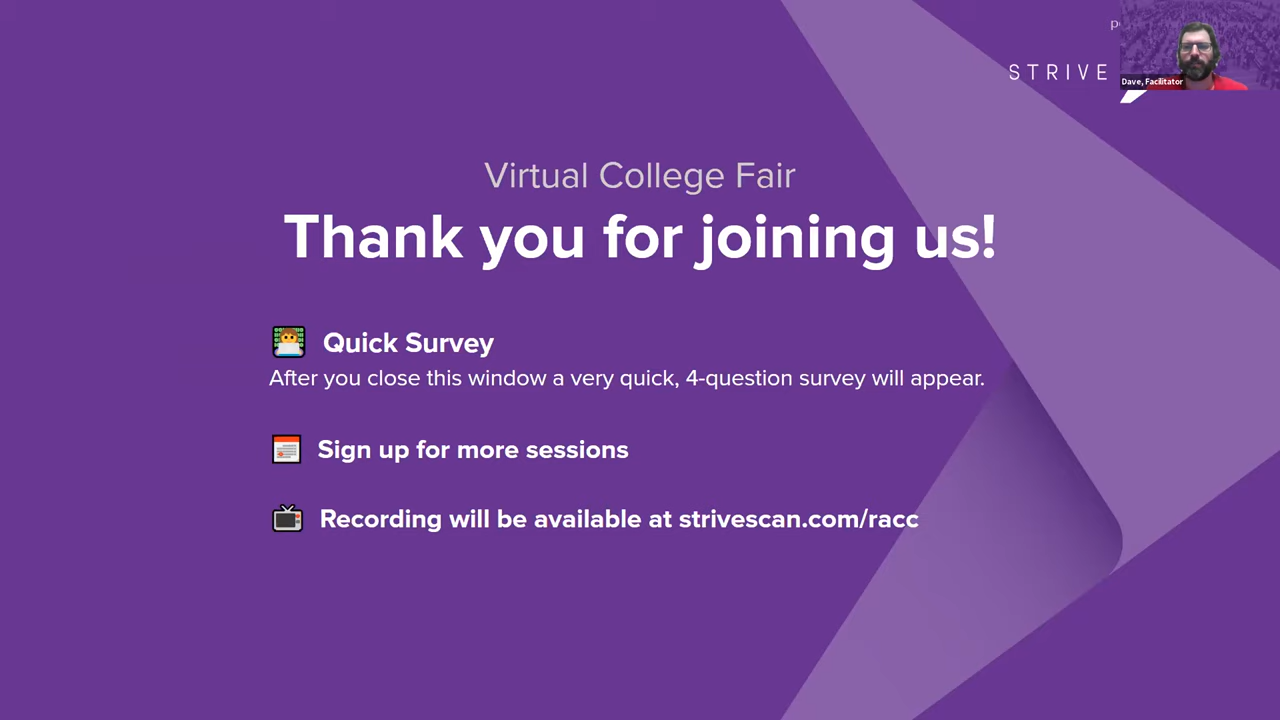 STRIVE
Dave, Facilitator
Virtual College Fair
Thank you for joining us!
Quick Survey
After you close this window a very quick, 4-question survey will appear.
Sign up for more sessions
Recording will be available at strivescan.com/racc